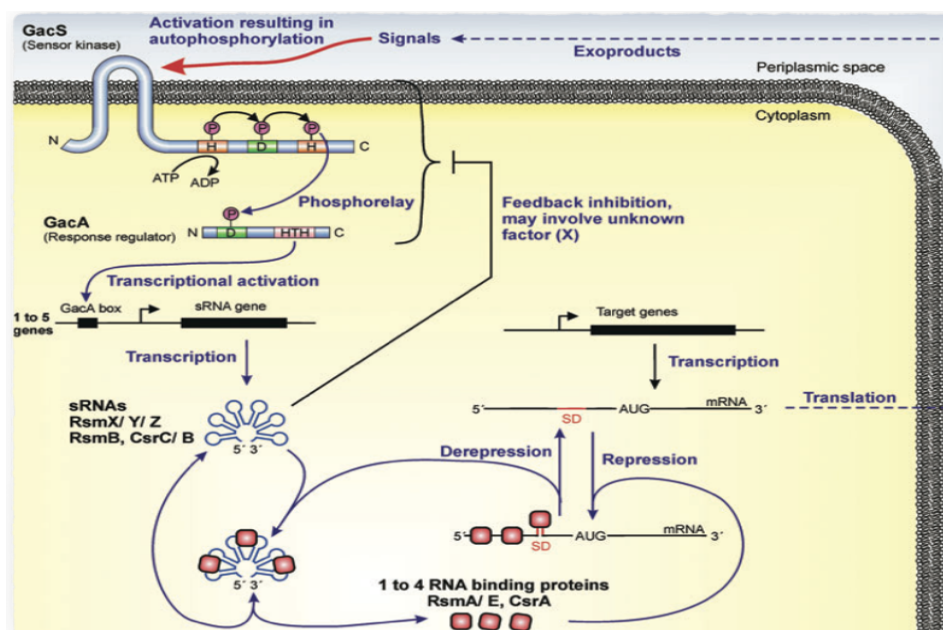 GacS
(Sensor kinase)
Activation resulting in
autophosphorylation
Signals
Exoproducts
Periplasmic space
Cytoplasm
P
P
P
N
H
D
H
C
ATP
ADP
Phosphorelay
GacA
(Response regulator)
P
N
D
HTH
C
Feedback inhibition,
may involve unknown
factor (X)
Transcriptional activation
GacA box
sRNA gene
1 to 5
genes
Target genes
Transcription
Transcription
sRNAs
RsmX/ Y/ Z
RsmB, CsrC/ B
5´ 3´
5´
SD
AUG
mRNA
3´
Translation
Derepression
Repression
5´
SD
AUG
mRNA
3´
5´ 3´
1 to 4 RNA binding proteins
RsmA/ E, CsrA